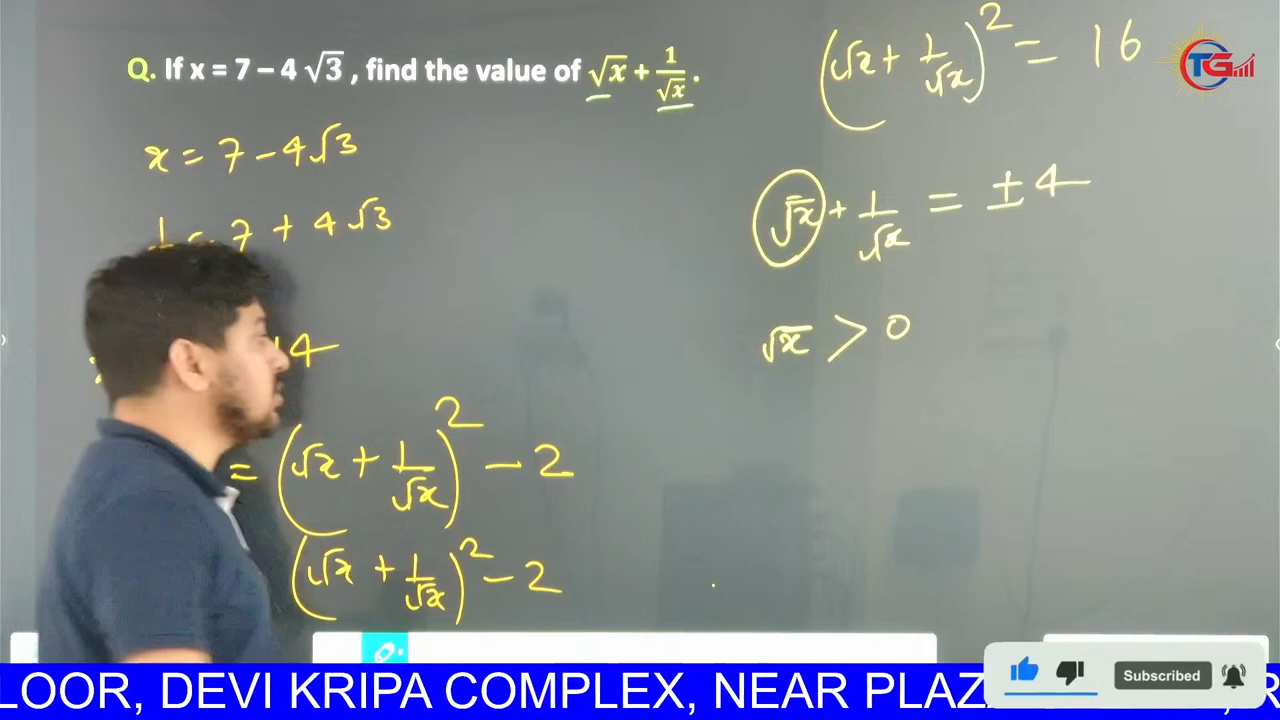 Q. If x = 7 – 4 √3 , find the value of √x + 1/√x .
x = 7 - 4√3
= 7 + 4√3
14
= (√x + 1/√x)² - 2
(√x + 1/√x)² - 2
(√x + 1/√x)² = 16
√x + 1/√x = ±4
√x > 0
TG
LOOR, DEVI KRIPA COMPLEX, NEAR PLAZ
Subscribed